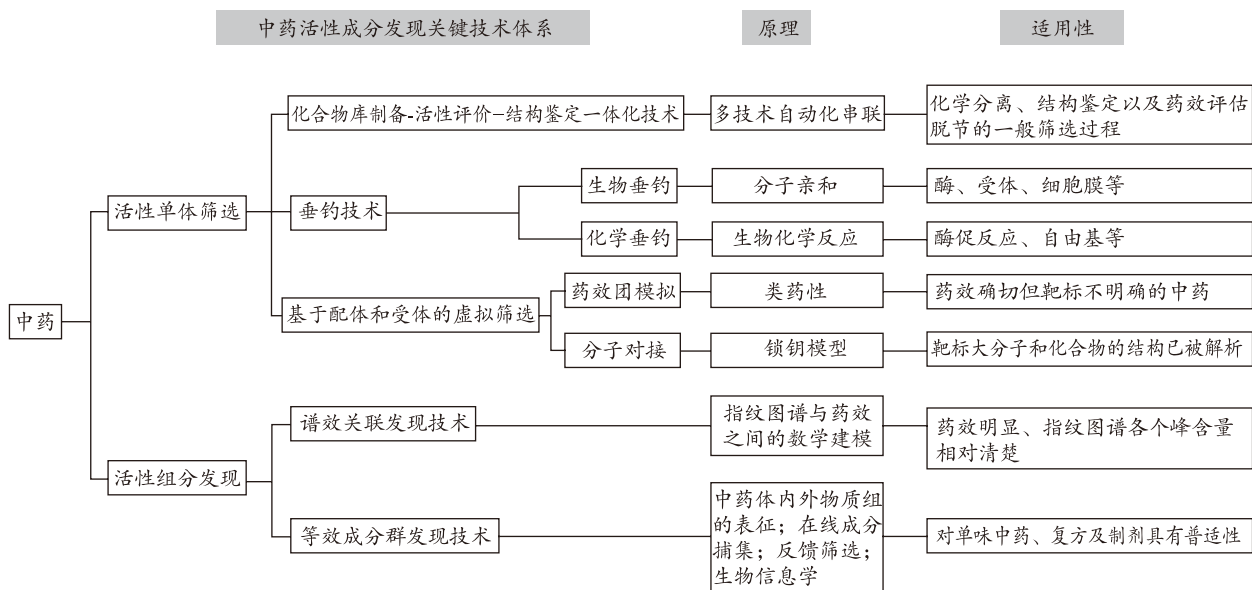 中药活性成分发现关键技术体系
原理
适用性
化合物库制备-活性评价-结构鉴定一体化技术
多技术自动化串联
化学分离、结构鉴定以及药效评估
脱节的一般筛选过程
生物垂钓
分子亲和
酶、受体、细胞膜等
活性单体筛选
垂钓技术
化学垂钓
生物化学反应
酶促反应、自由基等
药效团模拟
类药性
药效确切但靶标不明确的中药
中药
基于配体和受体的虚拟筛选
分子对接
锁钥模型
靶标大分子和化合物的结构已被解析
谱效关联发现技术
指纹图谱与药效
之间的数学建模
药效明显、指纹图谱各个峰含量
相对清楚
活性组分发现
等效成分群发现技术
中药体内外物质组
的表征；在线成分
捕集；反馈筛选；
生物信息学
对单味中药、复方及制剂具有普适性